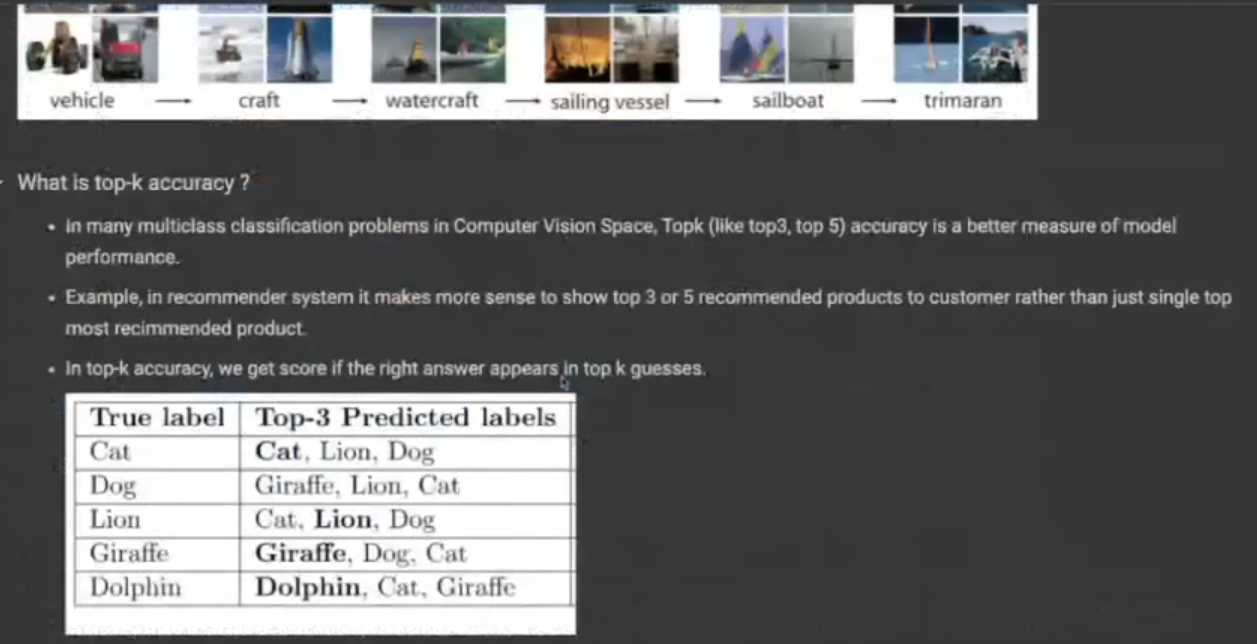 vehicle → craft → watercraft → sailing vessel → sailboat → trimaran
What is top-k accuracy ?
• In many multiclass classification problems in Computer Vision Space, Topk (like top3, top 5) accuracy is a better measure of model
performance.
• Example, in recommender system it makes more sense to show top 3 or 5 recommended products to customer rather than just single top
most recimmended product.
• In top-k accuracy, we get score if the right answer appears in top k guesses.
True label Top-3 Predicted labels
Cat Cat, Lion, Dog
Dog Giraffe, Lion, Cat
Lion Cat, Lion, Dog
Giraffe Giraffe, Dog, Cat
Dolphin Dolphin, Cat, Giraffe